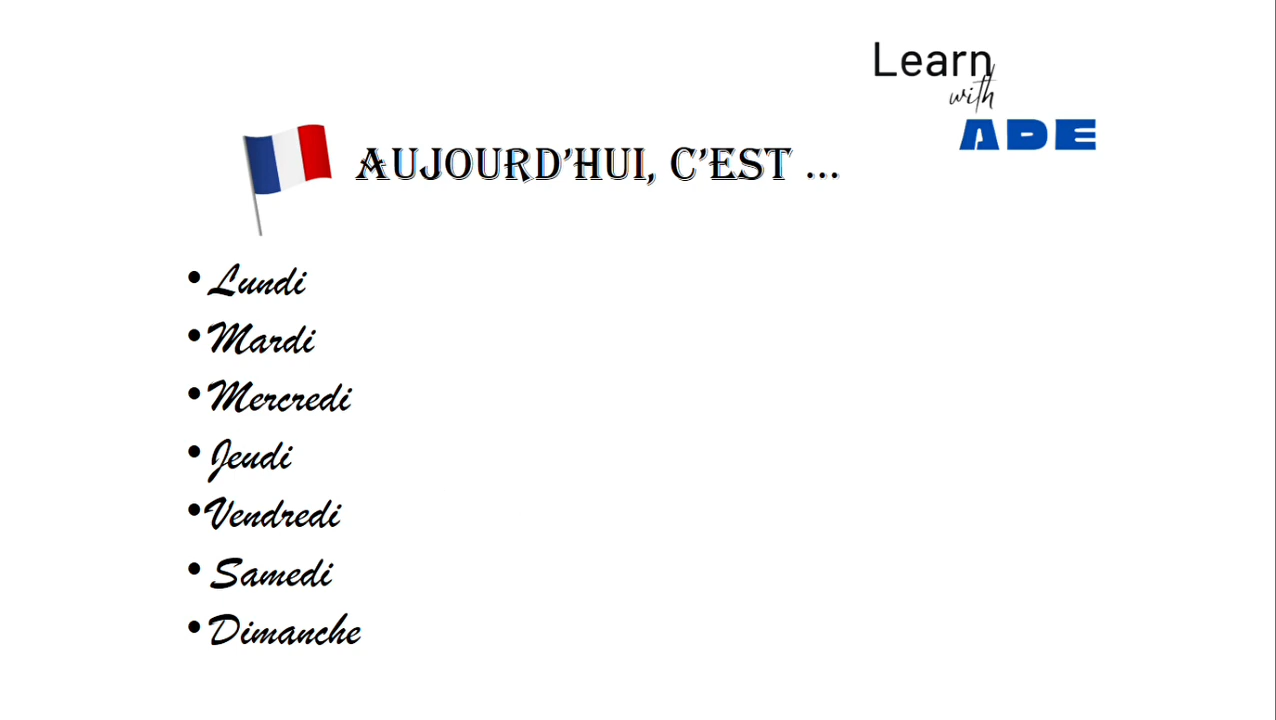 Learn
with
ADE
AUJOURD’HUI, C’EST ...
• Lundi
• Mardi
• Mercredi
• Jeudi
• Vendredi
• Samedi
• Dimanche